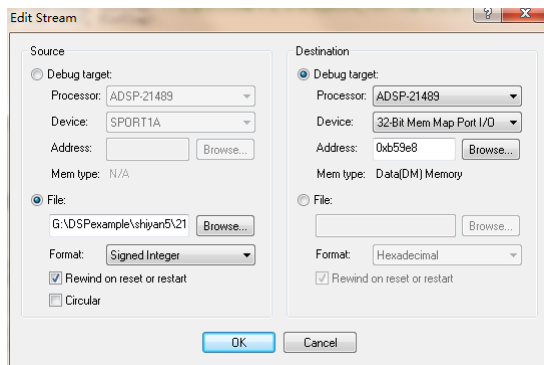 Edit Stream
Source
Debug target:
Processor: ADSP-21489
Device: SPORT1A
Address: Browse...
Mem type: N/A
File:
G:\DSPexample\shiyan5\21 Browse...
Format: Signed Integer
Rewind on reset or restart
Circular
Destination
Debug target:
Processor: ADSP-21489
Device: 32-Bit Mem Map Port I/O
Address: 0xb59e8 Browse...
Mem type: Data(DM) Memory
File:
Browse...
Format: Hexadecimal
Rewind on reset or restart
OK Cancel